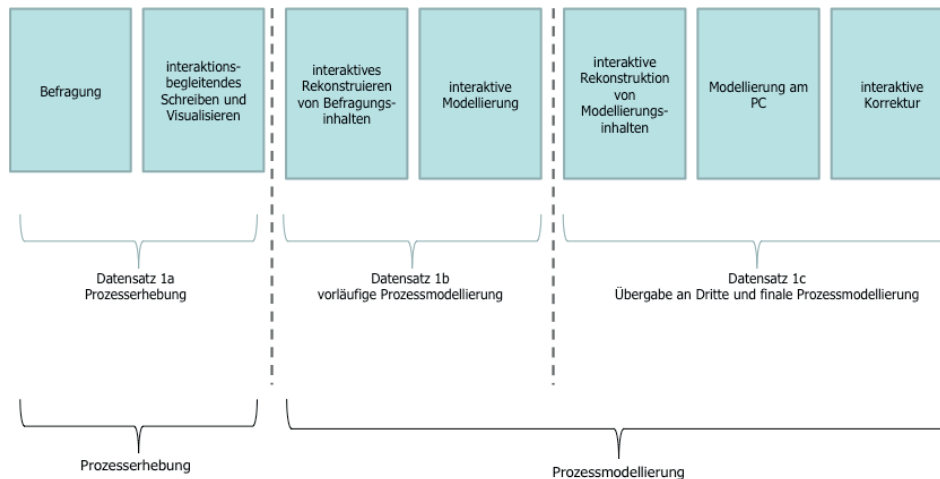 Befragung
interaktions-
begleitendes
Schreiben und
Visualisieren
interaktives
Rekonstruieren
von Befragungs-
inhalten
interaktive
Modellierung
interaktive
Rekonstruktion
von
Modellierungs-
inhalten
Modellierung am
PC
interaktive
Korrektur
Datensatz 1a
Prozesserhebung
Datensatz 1b
vorläufige Prozessmodellierung
Datensatz 1c
Übergabe an Dritte und finale Prozessmodellierung
Prozesserhebung
Prozessmodellierung